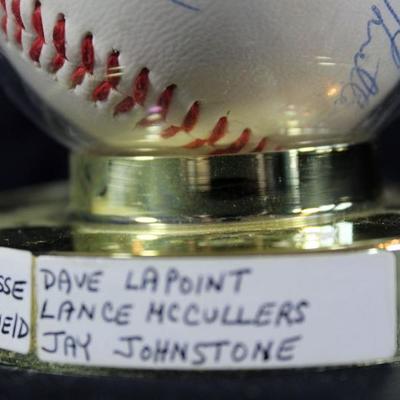 DAVE LAPOINT
LANCE MCCULLERS
JAY JOHNSTONE